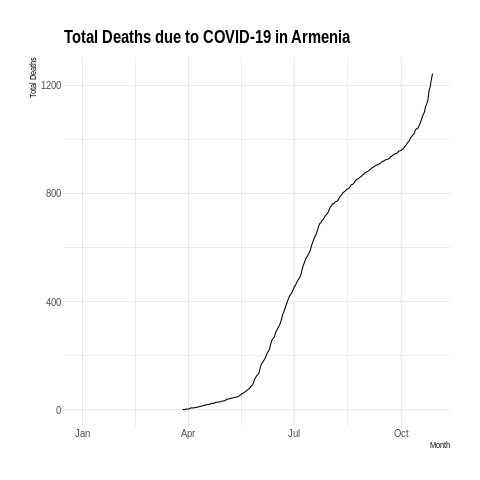 Total Deaths due to COVID-19 in Armenia
Total Deaths
1200
800
400
0
Jan Apr Jul Oct
Month